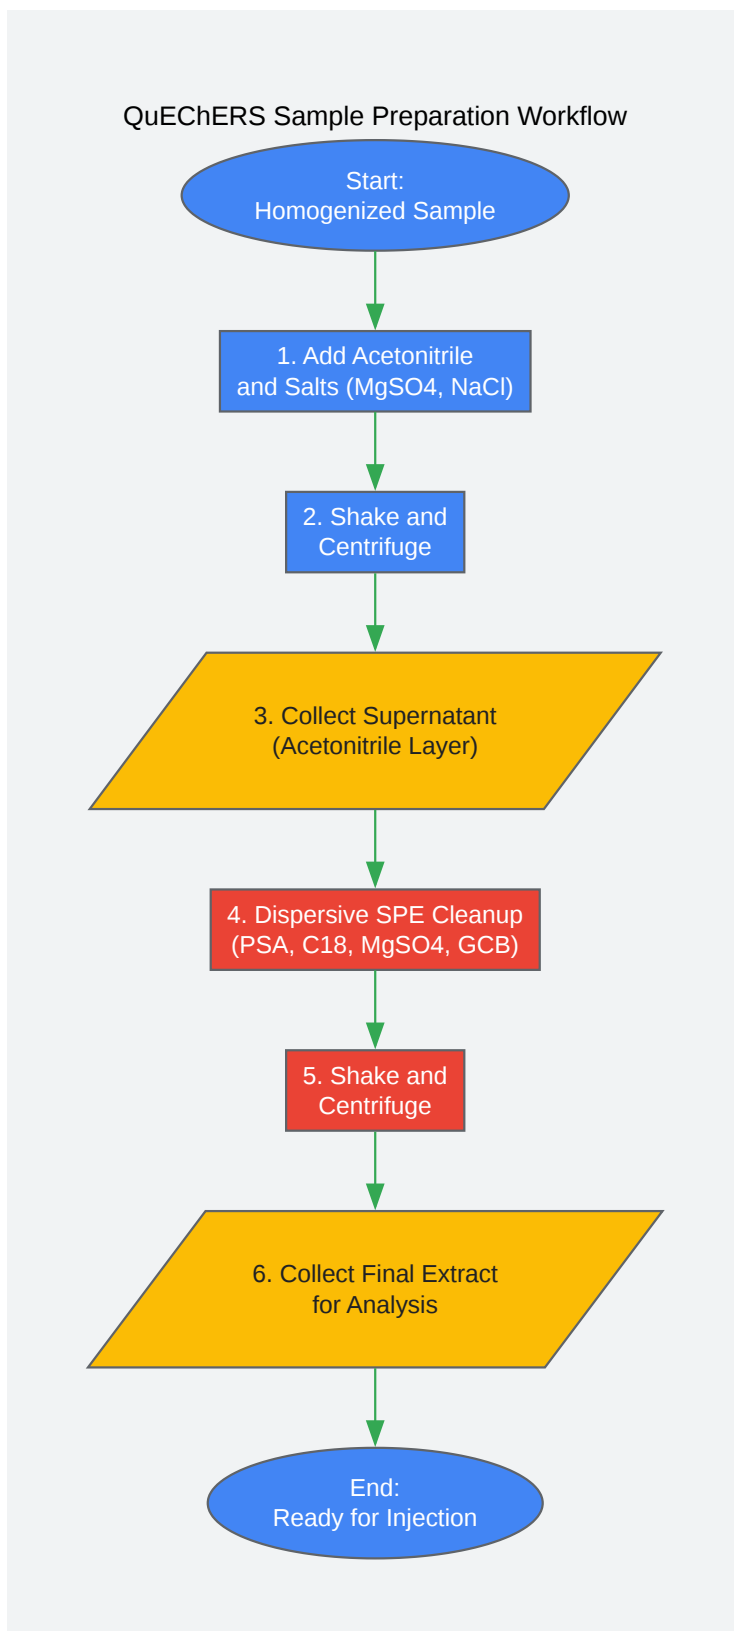 QuEChERS Sample Preparation Workflow
Start:
Homogenized Sample
1. Add Acetonitrile
and Salts (MgSO4, NaCl)
2. Shake and
Centrifuge
3. Collect Supernatant
(Acetonitrile Layer)
4. Dispersive SPE Cleanup
(PSA, C18, MgSO4, GCB)
5. Shake and
Centrifuge
6. Collect Final Extract
for Analysis
End:
Ready for Injection